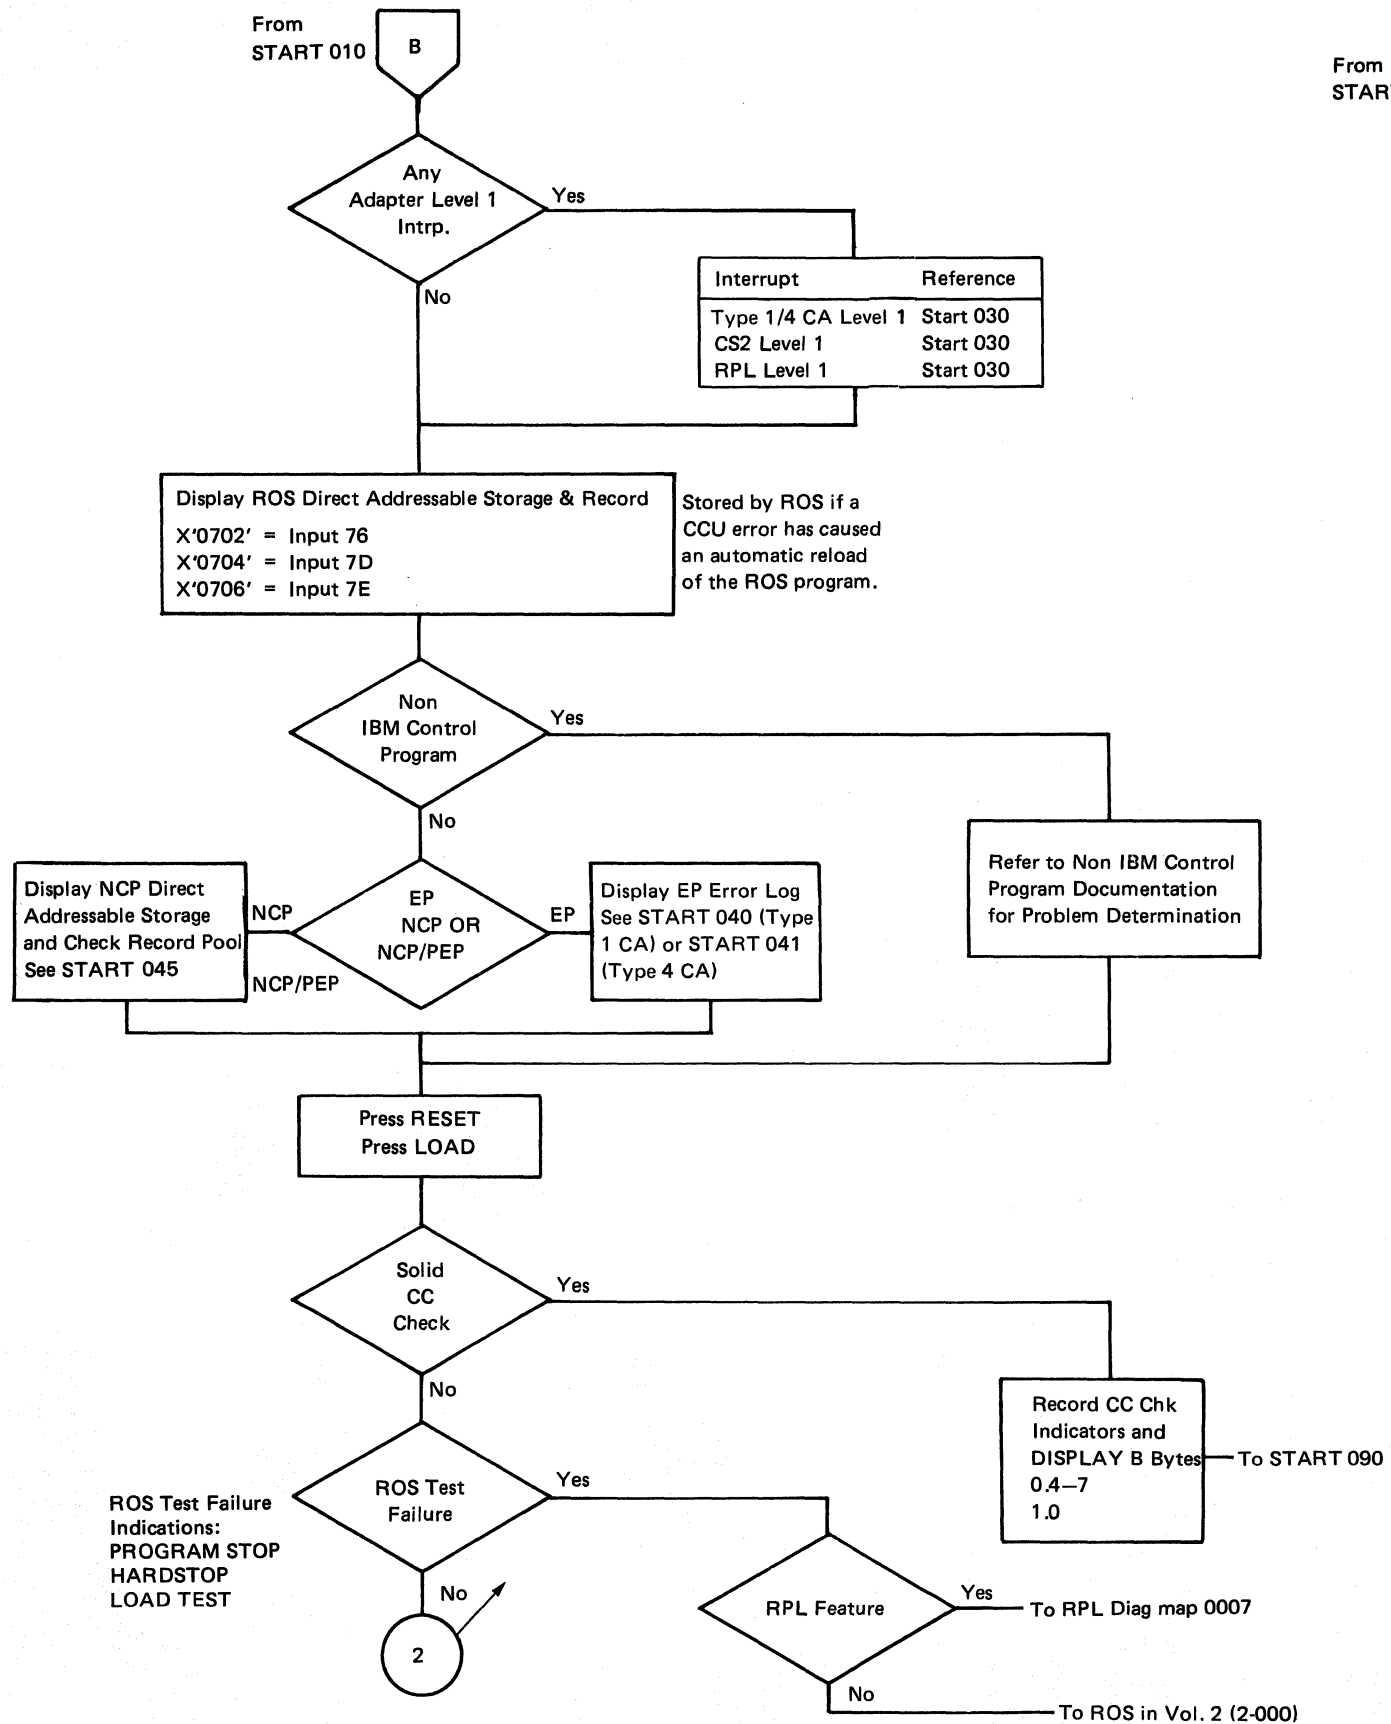 From
START 010
B
From
STAR
Any
Adapter Level 1
Intrp.
Yes
No
Interrupt Reference
Type 1/4 CA Level 1 Start 030
CS2 Level 1 Start 030
RPL Level 1 Start 030
Display ROS Direct Addressable Storage & Record
X'0702' = Input 76
X'0704' = Input 7D
X'0706' = Input 7E
Stored by ROS if a
CCU error has caused
an automatic reload
of the ROS program.
Non
IBM Control
Program
Yes
No
Refer to Non IBM Control
Program Documentation
for Problem Determination
Display NCP Direct
Addressable Storage
and Check Record Pool
See START 045
NCP
NCP/PEP
EP
NCP OR
NCP/PEP
EP
Display EP Error Log
See START 040 (Type
1 CA) or START 041
(Type 4 CA)
Press RESET
Press LOAD
Solid
CC
Check
Yes
No
Record CC Chk
Indicators and
DISPLAY B Bytes
0.4–7
1.0
To START 090
ROS Test Failure
Indications:
PROGRAM STOP
HARDSTOP
LOAD TEST
ROS Test
Failure
Yes
No
2
RPL Feature
Yes
To RPL Diag map 0007
No
To ROS in Vol. 2 (2-000)